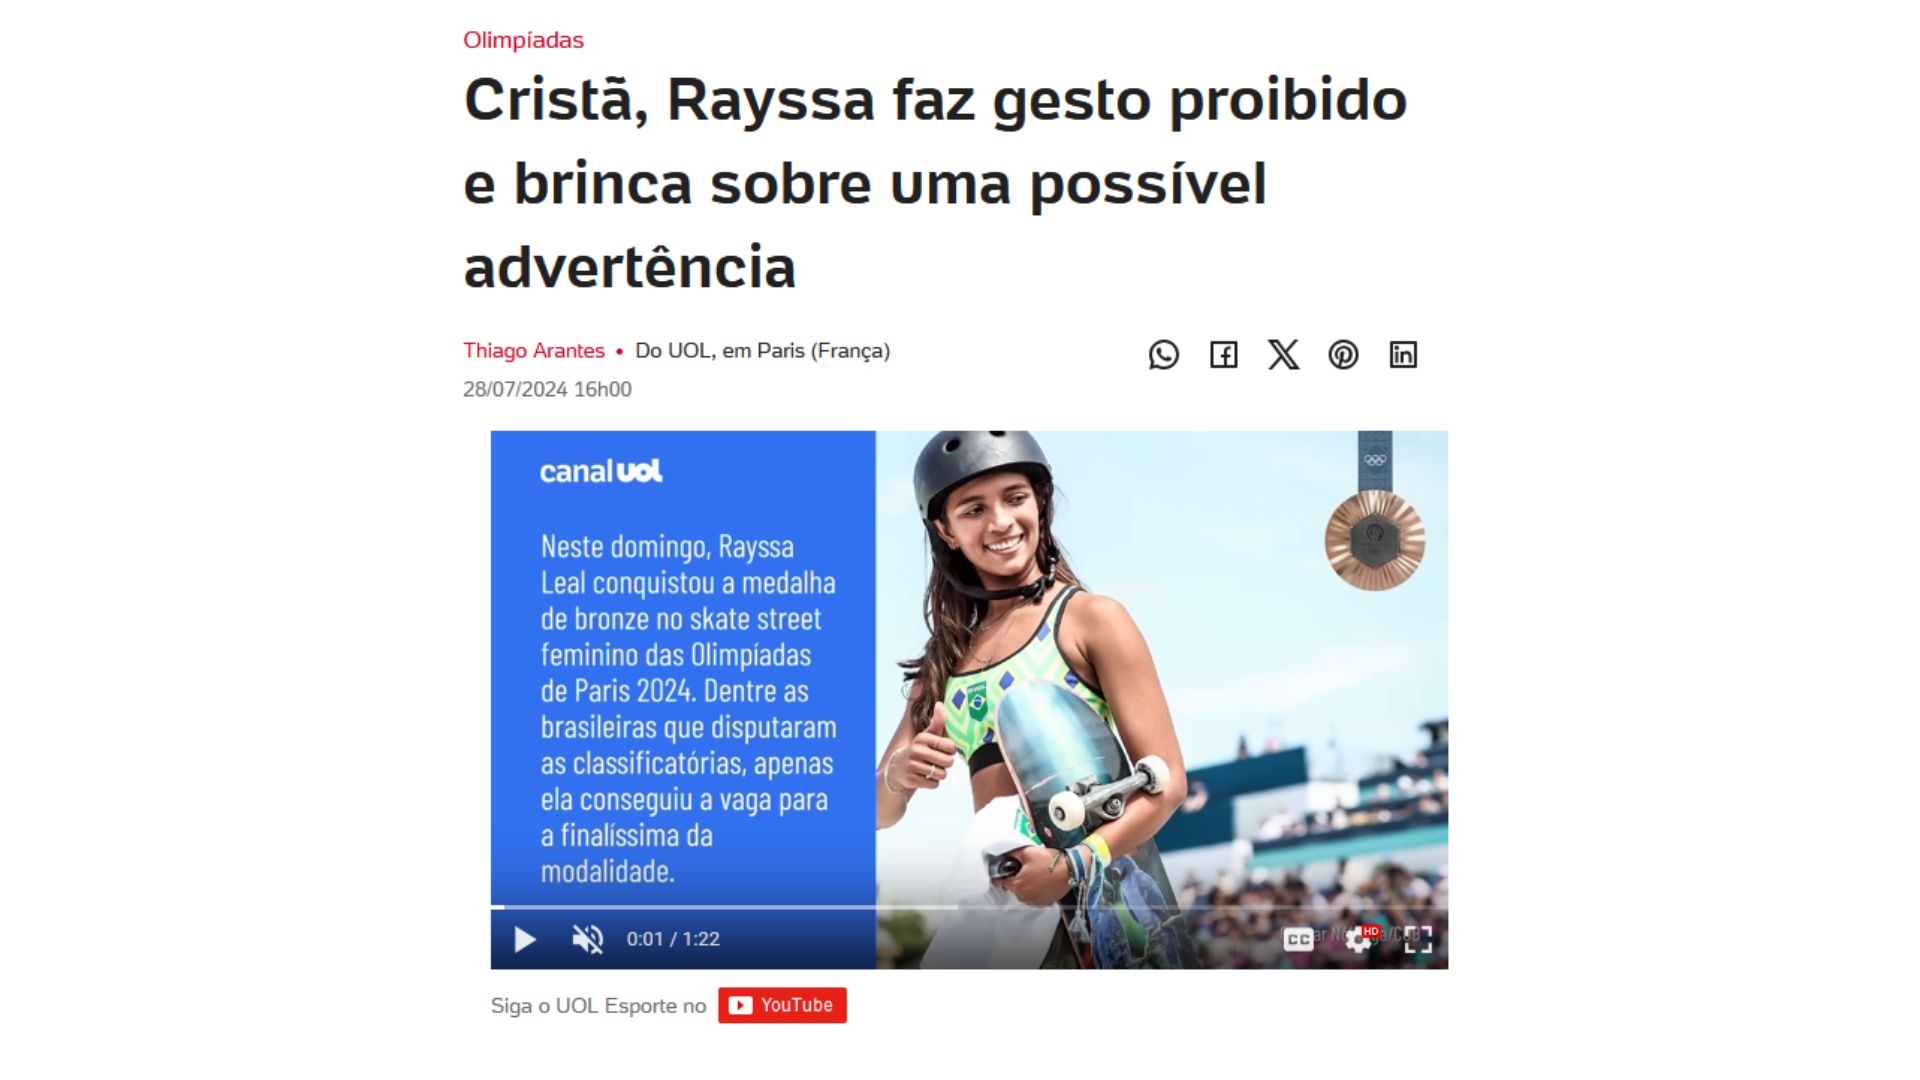 Olimpíadas
Cristã, Rayssa faz gesto proibido
e brinca sobre uma possível
advertência
Thiago Arantes • Do UOL, em Paris (França)
28/07/2024 16h00
canal uol
Neste domingo, Rayssa
Leal conquistou a medalha
de bronze no skate street
feminino das Olimpíadas
de Paris 2024. Dentre as
brasileiras que disputaram
as classificatórias, apenas
ela conseguiu a vaga para
a finalíssima da
modalidade.
0:01 / 1:22
CC
HD
Siga o UOL Esporte no
YouTube